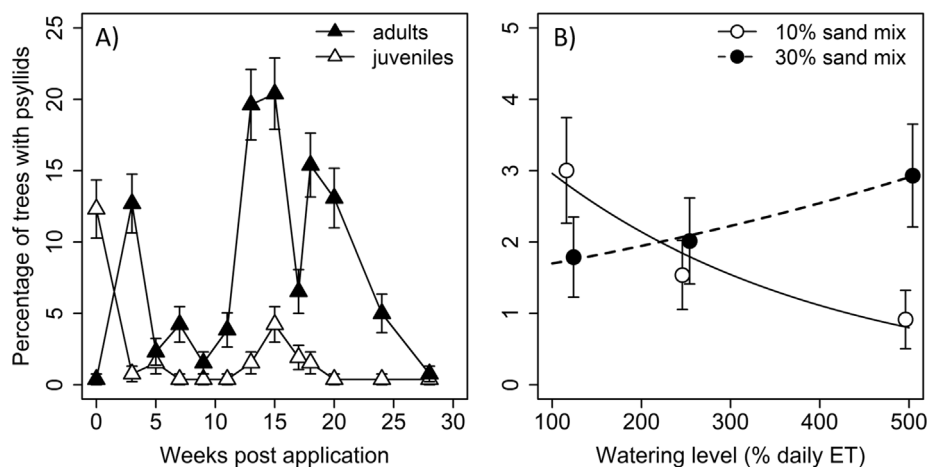 A)
adults
juveniles
Percentage of trees with psyllids
25
20
15
10
5
0
0 5 10 15 20 25 30
Weeks post application
B)
10% sand mix
30% sand mix
5
4
3
2
1
0
100 200 300 400 500
Watering level (% daily ET)